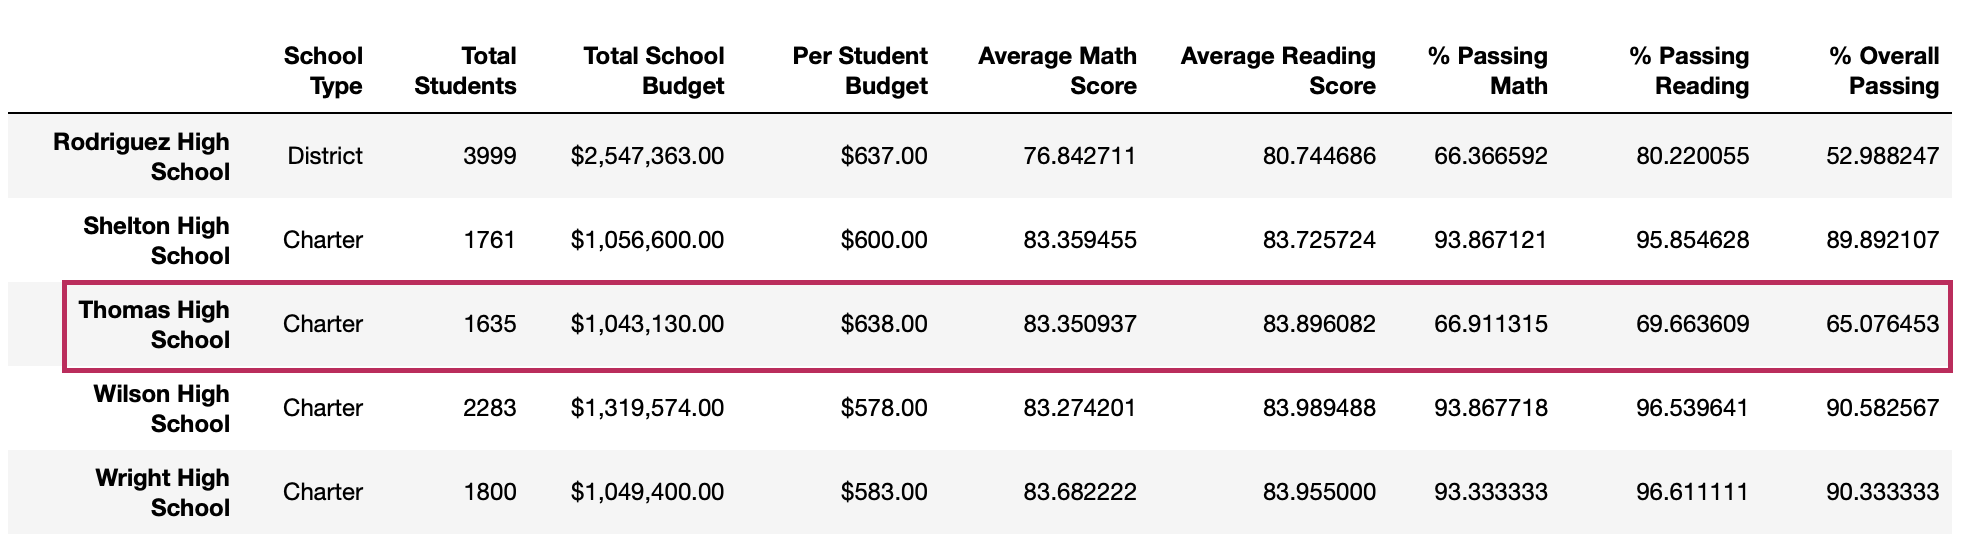 School Type Total Students Total School Budget Per Student Budget Average Math Score Average Reading Score % Passing Math % Passing Reading % Overall Passing
Rodriguez High School District 3999 $2,547,363.00 $637.00 76.842711 80.744686 66.366592 80.220055 52.988247
Shelton High School Charter 1761 $1,056,600.00 $600.00 83.359455 83.725724 93.867121 95.854628 89.892107
Thomas High School Charter 1635 $1,043,130.00 $638.00 83.350937 83.896082 66.911315 69.663609 65.076453
Wilson High School Charter 2283 $1,319,574.00 $578.00 83.274201 83.989488 93.867718 96.539641 90.582567
Wright High School Charter 1800 $1,049,400.00 $583.00 83.682222 83.955000 93.333333 96.611111 90.333333